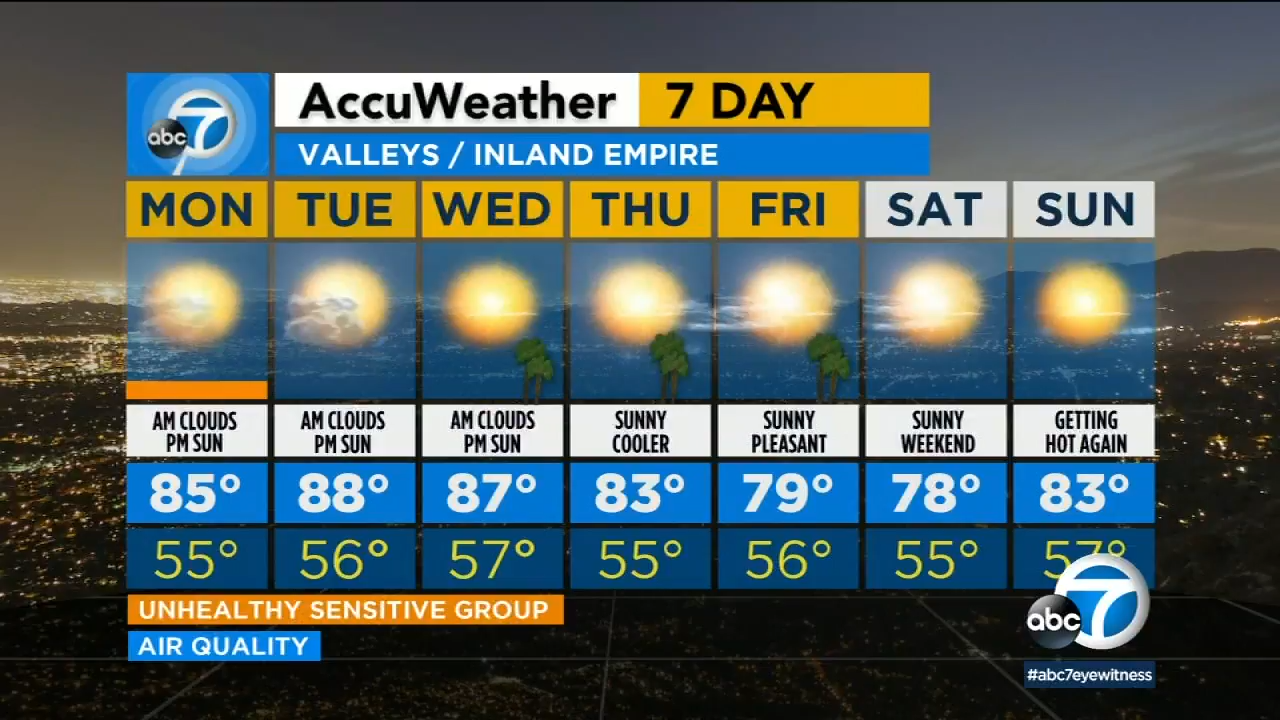 abc 7
AccuWeather 7 DAY
VALLEYS / INLAND EMPIRE
MON TUE WED THU FRI SAT SUN
AM CLOUDS PM SUN
AM CLOUDS PM SUN
AM CLOUDS PM SUN
SUNNY COOLER
SUNNY PLEASANT
SUNNY WEEKEND
GETTING HOT AGAIN
85° 88° 87° 83° 79° 78° 83°
55° 56° 57° 55° 56° 55° 57°
UNHEALTHY SENSITIVE GROUP
AIR QUALITY
abc 7
#abc7eyewitness